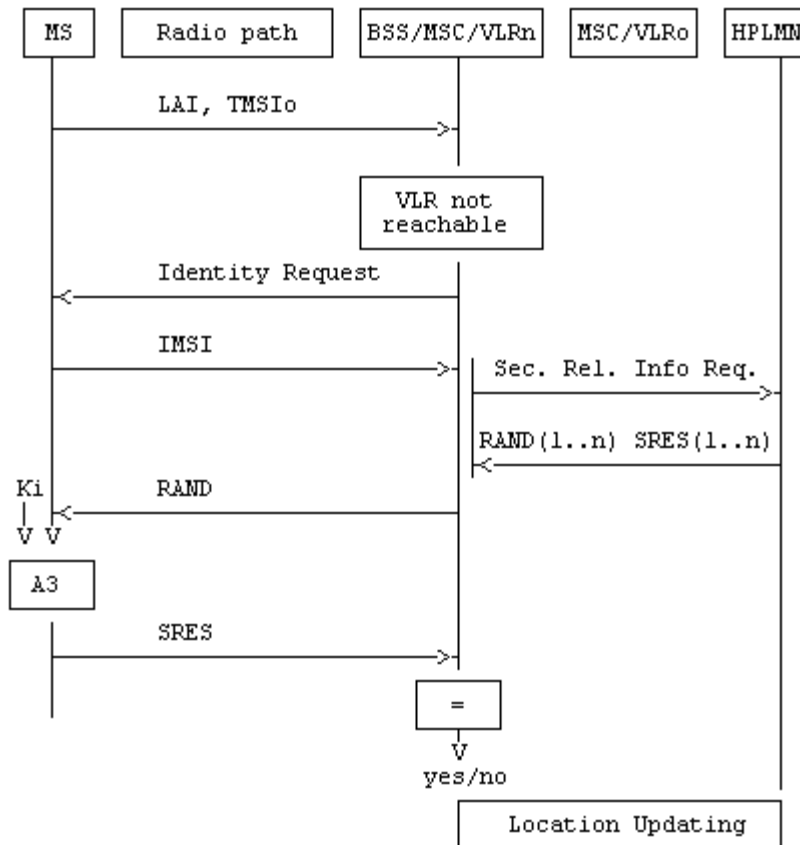 MS
Radio path
BSS/MSC/VLRn
MSC/VLRo
HPLMN
LAI, TMSIo
VLR not
reachable
Identity Request
IMSI
Sec. Rel. Info Req.
RAND(1..n) SRES(1..n)
Ki
RAND
A3
SRES
=
yes/no
Location Updating